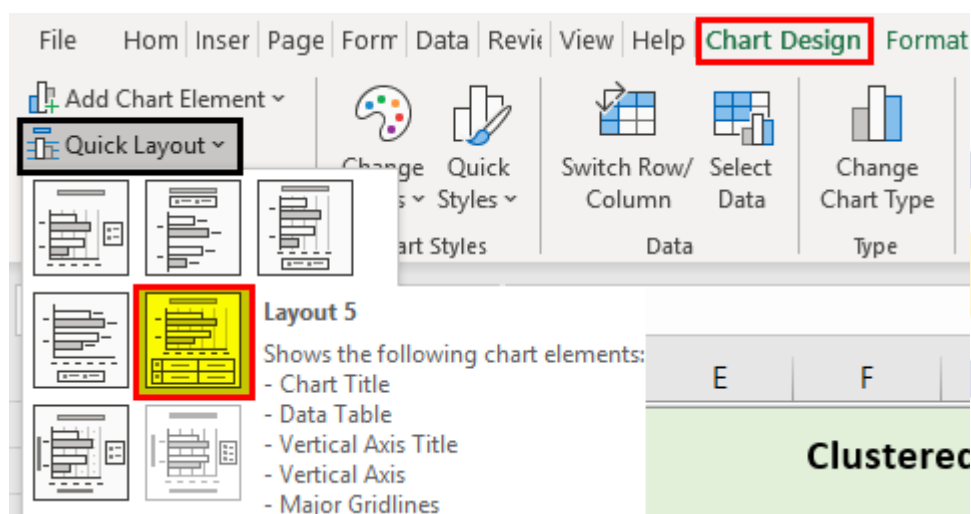 File Hom Inser Page Forr Data Revie View Help Chart Design Format
Add Chart Element
Quick Layout
Change Quick Switch Row/ Select Change
s Styles Column Data Chart Type
art Styles Data Type
Layout 5
Shows the following chart elements:
- Chart Title
- Data Table
- Vertical Axis Title
- Vertical Axis
- Major Gridlines
E F
Clustered